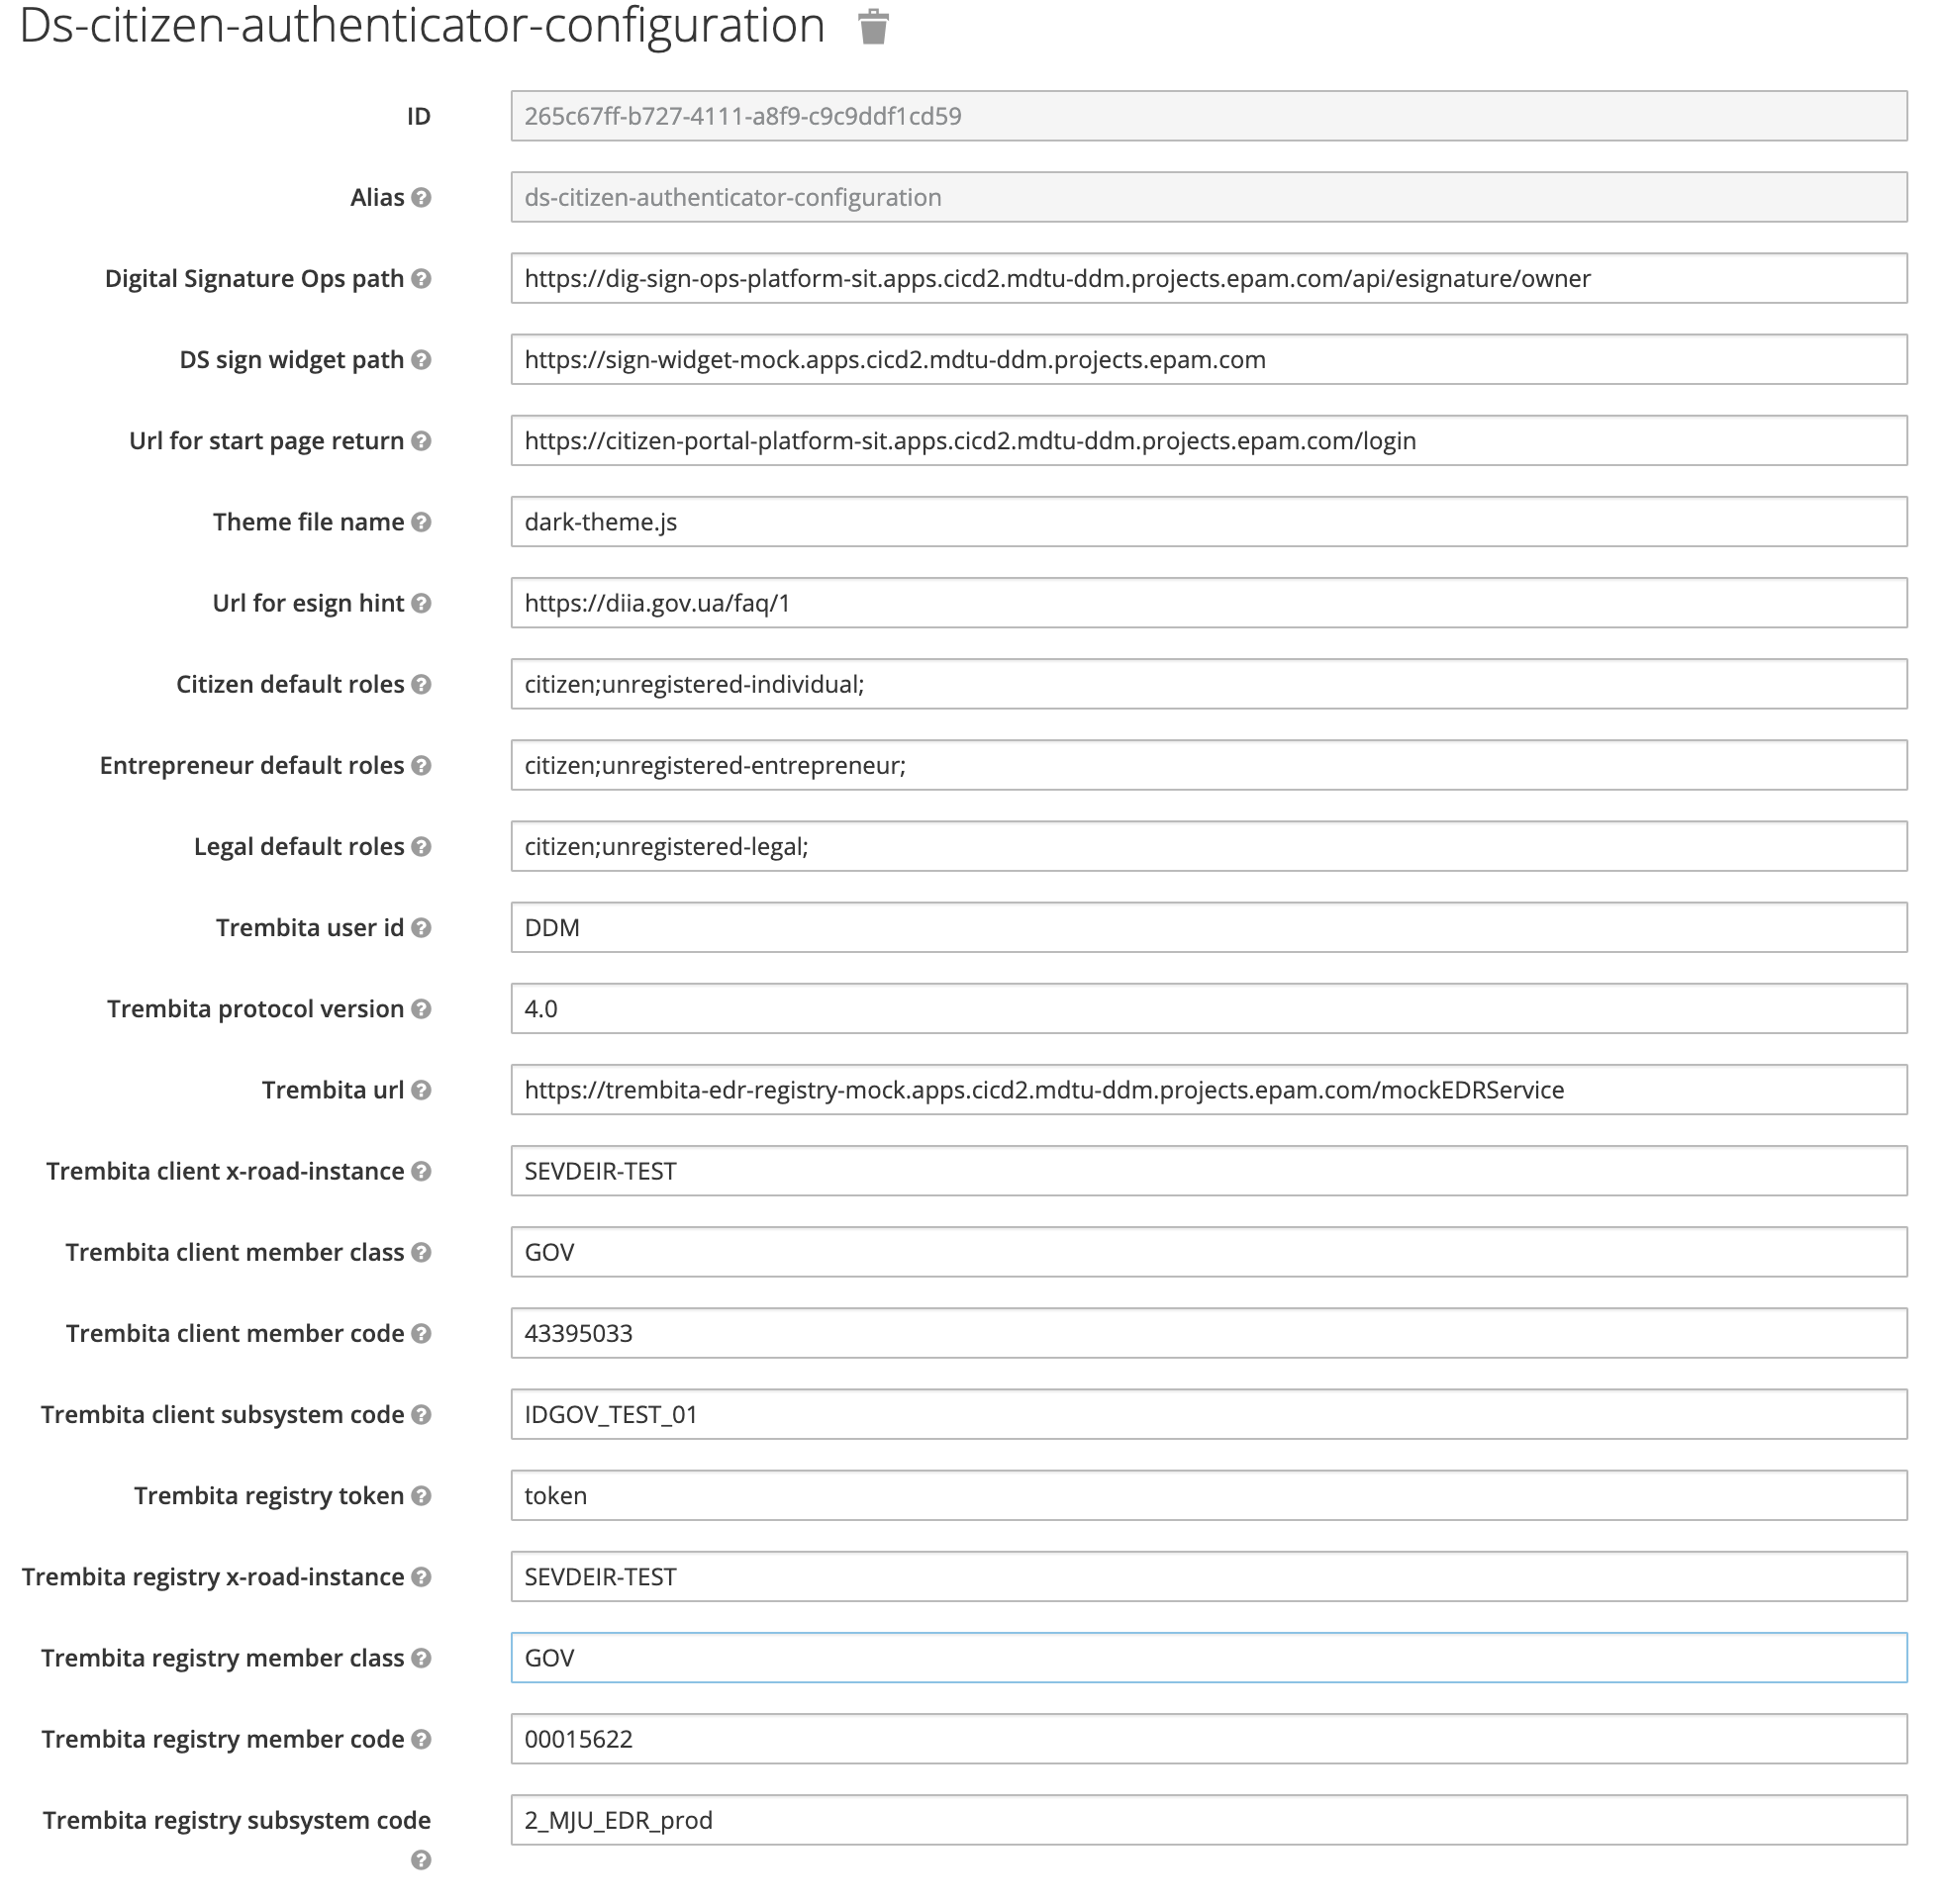 Ds-citizen-authenticator-configuration
ID 265c67ff-b727-4111-a8f9-c9c9ddf1cd59
Alias ds-citizen-authenticator-configuration
Digital Signature Ops path https://dig-sign-ops-platform-sit.apps.cicd2.mdtu-ddm.projects.epam.com/api/esignature/owner
DS sign widget path https://sign-widget-mock.apps.cicd2.mdtu-ddm.projects.epam.com
Url for start page return https://citizen-portal-platform-sit.apps.cicd2.mdtu-ddm.projects.epam.com/login
Theme file name dark-theme.js
Url for esign hint https://diia.gov.ua/faq/1
Citizen default roles citizen;unregistered-individual;
Entrepreneur default roles citizen;unregistered-entrepreneur;
Legal default roles citizen;unregistered-legal;
Trembita user id DDM
Trembita protocol version 4.0
Trembita url https://trembita-edr-registry-mock.apps.cicd2.mdtu-ddm.projects.epam.com/mockEDRService
Trembita client x-road-instance SEVDEIR-TEST
Trembita client member class GOV
Trembita client member code 43395033
Trembita client subsystem code IDGOV_TEST_01
Trembita registry token token
Trembita registry x-road-instance SEVDEIR-TEST
Trembita registry member class GOV
Trembita registry member code 00015622
Trembita registry subsystem code 2_MJU_EDR_prod